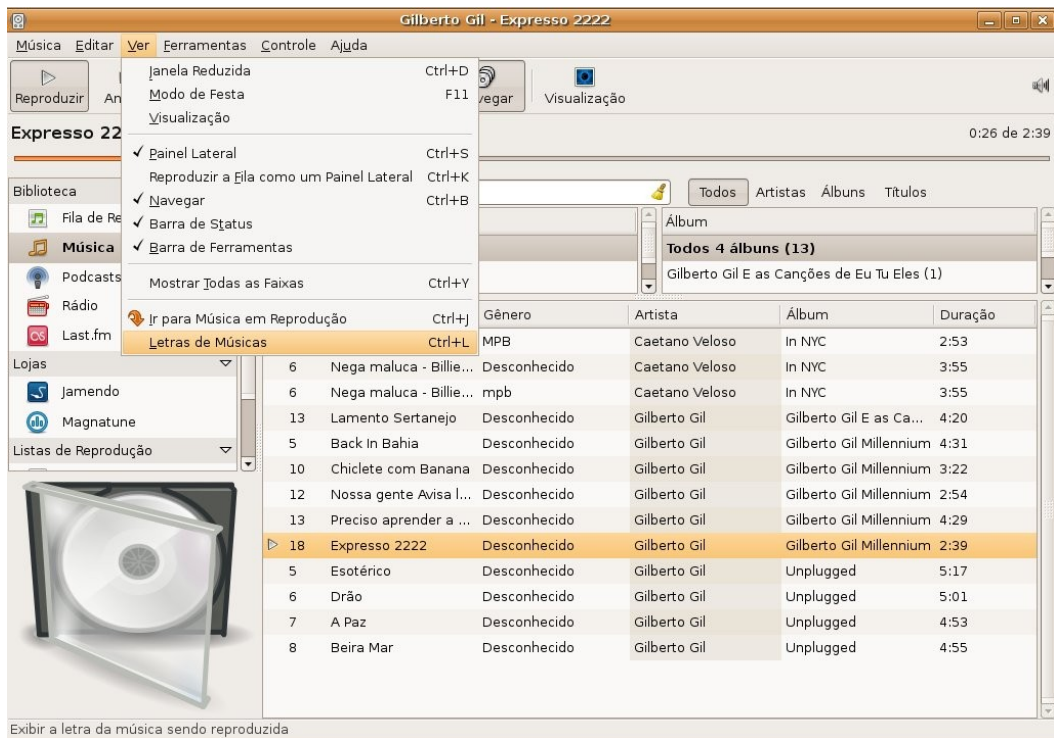 Gilberto Gil - Expresso 2222
Música Editar Ver Ferramentas Controle Ajuda
Reproduzir An vegar Visualização
Janela Reduzida Ctrl+D
Modo de Festa F11
Visualização
Painel Lateral Ctrl+S
Reproduzir a Fila como um Painel Lateral Ctrl+K
Navegar Ctrl+B
Barra de Status
Barra de Ferramentas
Mostrar Todas as Faixas Ctrl+Y
Ir para Música em Reprodução Ctrl+J
Letras de Músicas Ctrl+L
Expresso 22 0:26 de 2:39
Todos Artistas Álbuns Títulos
Biblioteca
Fila de Re
Música
Podcasts
Rádio
Last.fm
Lojas
Jamendo
Magnatune
Listas de Reprodução
Álbum
Todos 4 álbuns (13)
Gilberto Gil E as Canções de Eu Tu Eles (1)
Gênero Artista Álbum Duração
MPB Caetano Veloso In NYC 2:53
6 Nega maluca - Billie... Desconhecido Caetano Veloso In NYC 3:55
6 Nega maluca - Billie... mpb Caetano Veloso In NYC 3:55
13 Lamento Sertanejo Desconhecido Gilberto Gil Gilberto Gil E as Ca... 4:20
5 Back In Bahia Desconhecido Gilberto Gil Gilberto Gil Millennium 4:31
10 Chiclete com Banana Desconhecido Gilberto Gil Gilberto Gil Millennium 3:22
12 Nossa gente Avisa l... Desconhecido Gilberto Gil Gilberto Gil Millennium 2:54
13 Preciso aprender a ... Desconhecido Gilberto Gil Gilberto Gil Millennium 4:29
18 Expresso 2222 Desconhecido Gilberto Gil Gilberto Gil Millennium 2:39
5 Esotérico Desconhecido Gilberto Gil Unplugged 5:17
6 Drão Desconhecido Gilberto Gil Unplugged 5:01
7 A Paz Desconhecido Gilberto Gil Unplugged 4:53
8 Beira Mar Desconhecido Gilberto Gil Unplugged 4:55
Exibir a letra da música sendo reproduzida